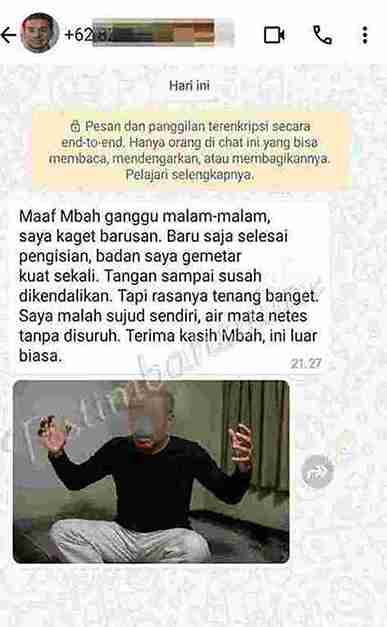 +62
Hari ini
Pesan dan panggilan terenkripsi secara
end-to-end. Hanya orang di chat ini yang bisa
membaca, mendengarkan, atau membagikannya.
Pelajari selengkapnya.
Maaf Mbah ganggu malam-malam,
saya kaget barusan. Baru saja selesai
pengisian, badan saya gemetar
kuat sekali. Tangan sampai susah
dikendalikan. Tapi rasanya tenang banget.
Saya malah sujud sendiri, air mata netes
tanpa disuruh. Terima kasih Mbah, ini luar
biasa.
21.27